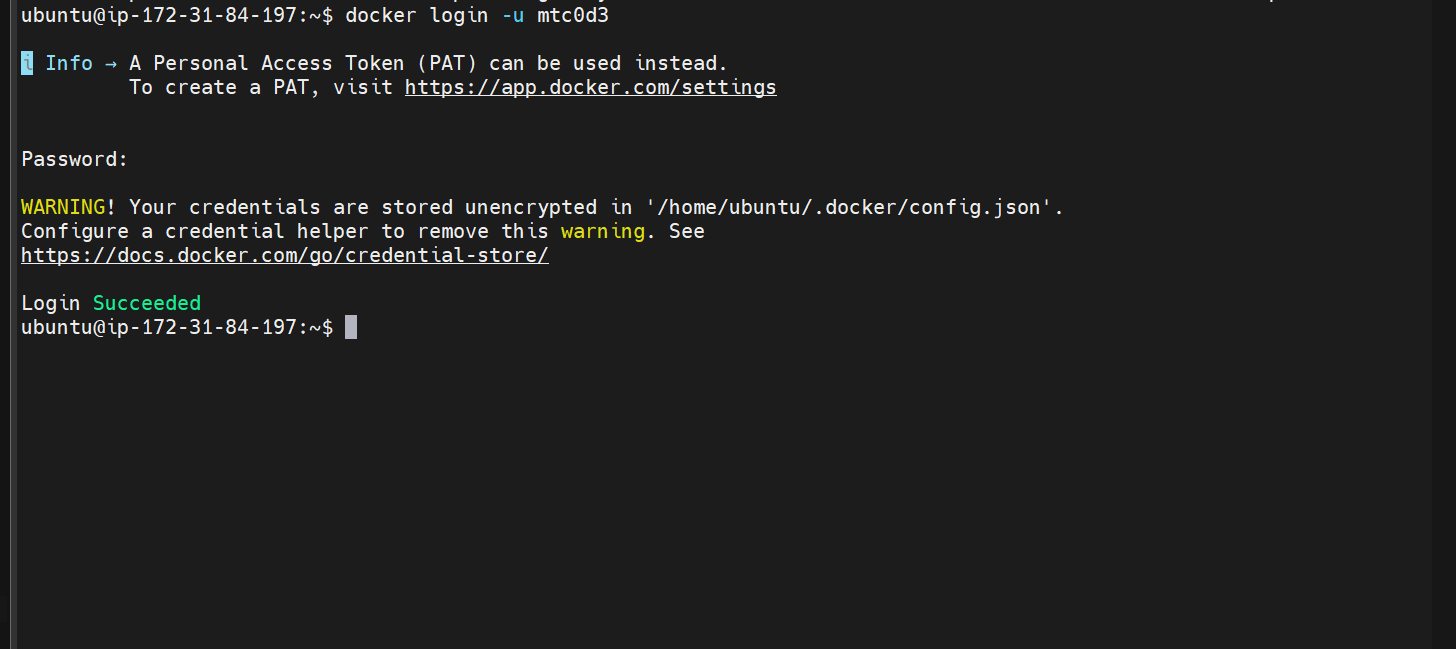 ubuntu@ip-172-31-84-197:~$ docker login -u mtc0d3
i Info → A Personal Access Token (PAT) can be used instead.
To create a PAT, visit https://app.docker.com/settings
Password:
WARNING! Your credentials are stored unencrypted in '/home/ubuntu/.docker/config.json'.
Configure a credential helper to remove this warning. See
https://docs.docker.com/go/credential-store/
Login Succeeded
ubuntu@ip-172-31-84-197:~$